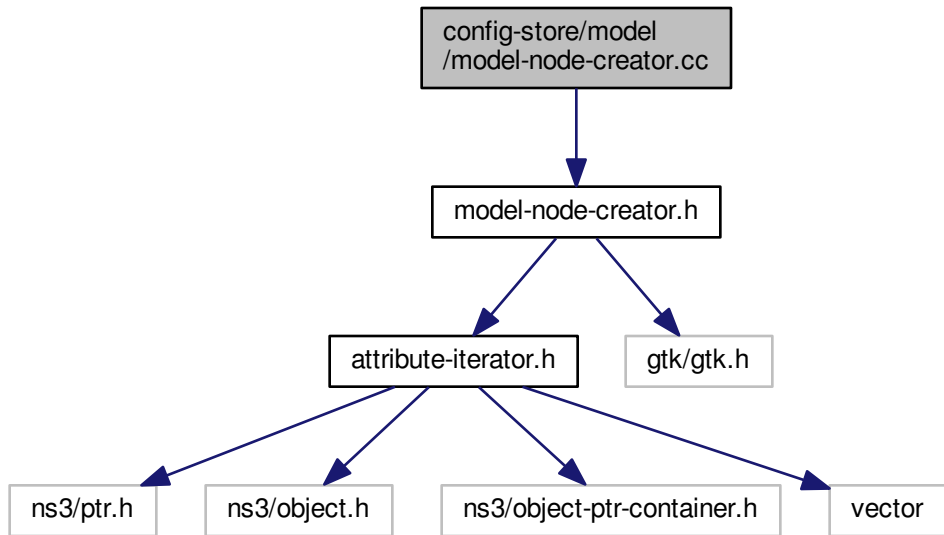 config-store/model
/model-node-creator.cc
model-node-creator.h
attribute-iterator.h
gtk/gtk.h
ns3/ptr.h
ns3/object.h
ns3/object-ptr-container.h
vector